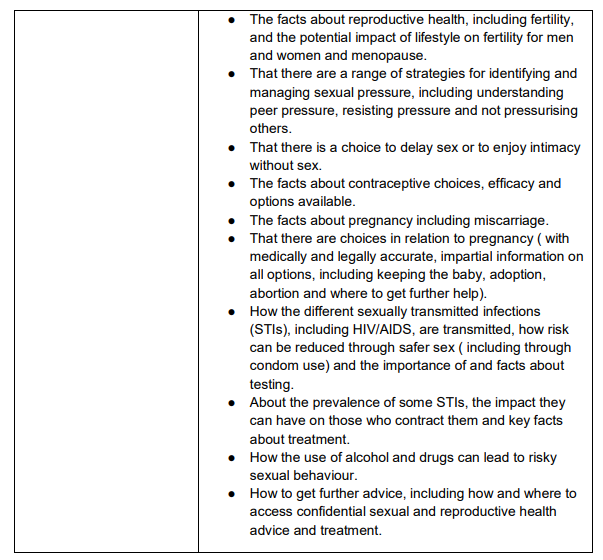 ● The facts about reproductive health, including fertility,
and the potential impact of lifestyle on fertility for men
and women and menopause.
● That there are a range of strategies for identifying and
managing sexual pressure, including understanding
peer pressure, resisting pressure and not pressurising
others.
● That there is a choice to delay sex or to enjoy intimacy
without sex.
● The facts about contraceptive choices, efficacy and
options available.
● The facts about pregnancy including miscarriage.
● That there are choices in relation to pregnancy ( with
medically and legally accurate, impartial information on
all options, including keeping the baby, adoption,
abortion and where to get further help).
● How the different sexually transmitted infections
(STIs), including HIV/AIDS, are transmitted, how risk
can be reduced through safer sex ( including through
condom use) and the importance of and facts about
testing.
● About the prevalence of some STIs, the impact they
can have on those who contract them and key facts
about treatment.
● How the use of alcohol and drugs can lead to risky
sexual behaviour.
● How to get further advice, including how and where to
access confidential sexual and reproductive health
advice and treatment.